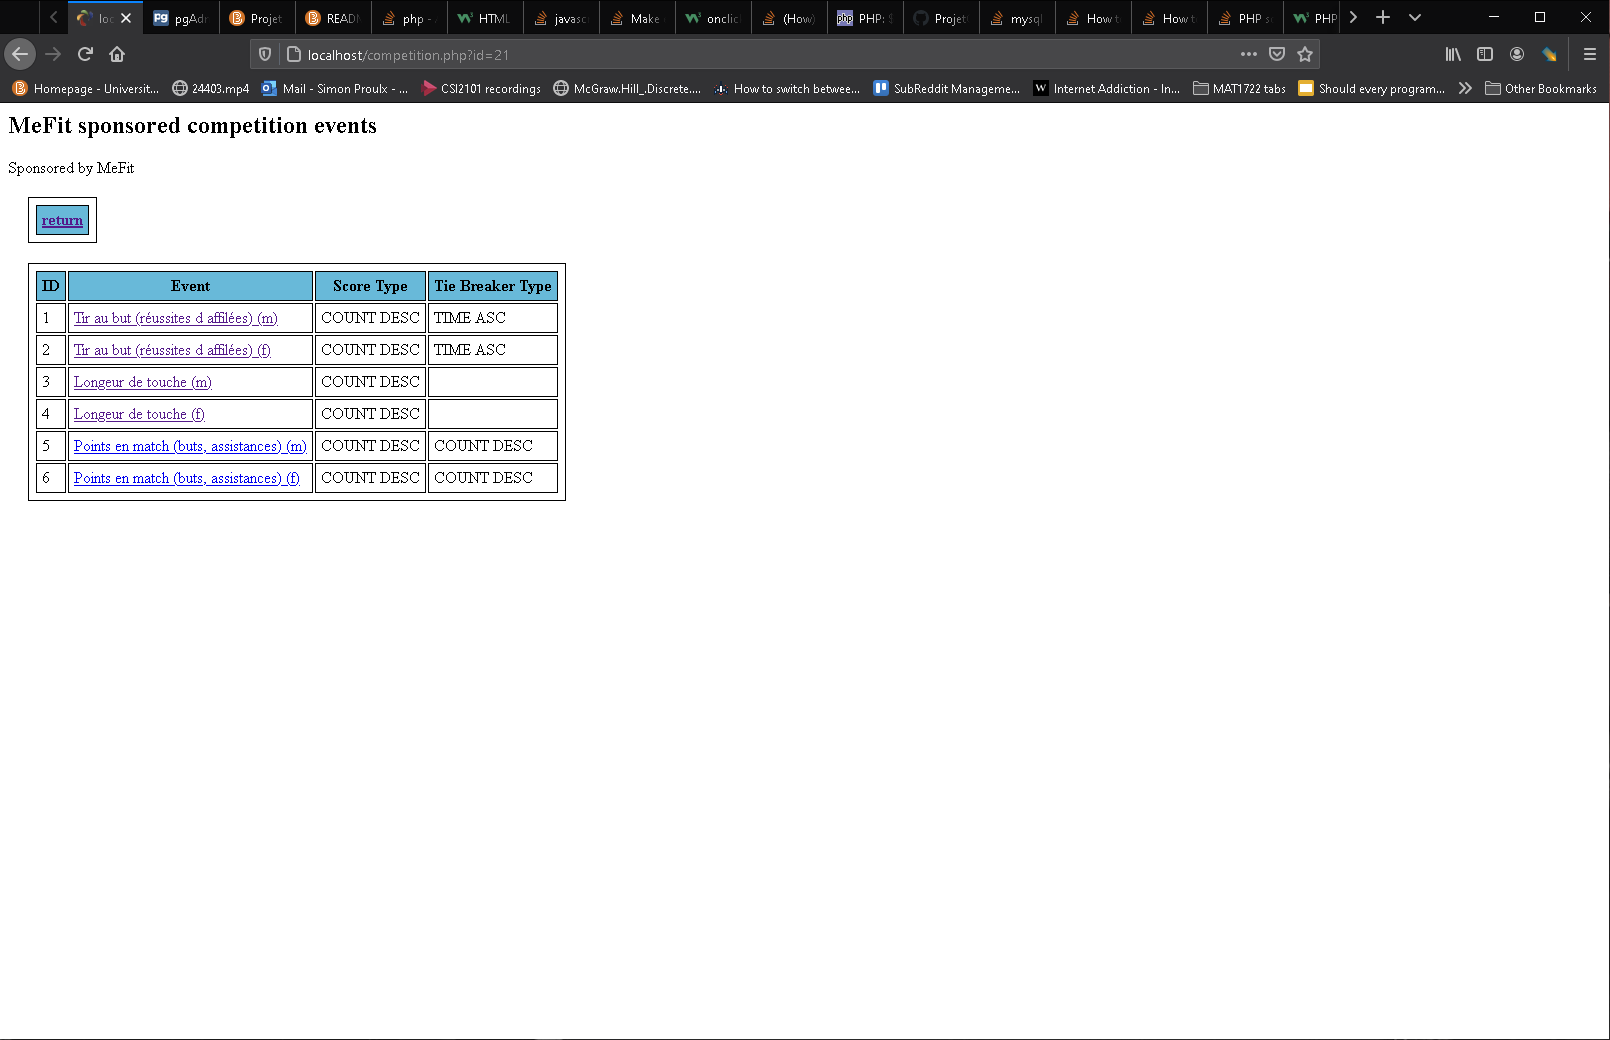 loc
pgAdr
Projet
READM
php -
HTML
javasc
Make
onclic
(How)
PHP: S
Projet
mysql
How t
How t
PHP s
PHP
localhost/competition.php?id=21
Homepage - Universit...
24403.mp4
Mail - Simon Proulx - ...
CSI2101 recordings
McGraw.Hill_.Discrete....
How to switch betwee...
SubReddit Manageme...
Internet Addiction - In...
MAT1722 tabs
Should every program...
Other Bookmarks
MeFit sponsored competition events
Sponsored by MeFit
return
ID Event Score Type Tie Breaker Type
1 Tir au but (réussites d affilées) (m) COUNT DESC TIME ASC
2 Tir au but (réussites d affilées) (f) COUNT DESC TIME ASC
3 Longeur de touche (m) COUNT DESC
4 Longeur de touche (f) COUNT DESC
5 Points en match (buts, assistances) (m) COUNT DESC COUNT DESC
6 Points en match (buts, assistances) (f) COUNT DESC COUNT DESC